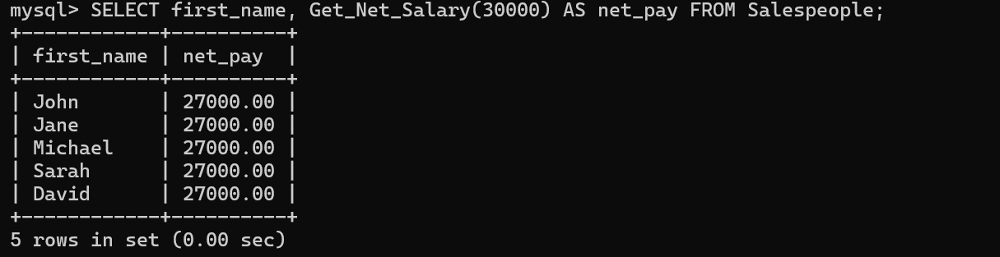 mysql> SELECT first_name, Get_Net_Salary(30000) AS net_pay FROM Salespeople;
+------------+----------+
| first_name | net_pay  |
+------------+----------+
| John       | 27000.00 |
| Jane       | 27000.00 |
| Michael    | 27000.00 |
| Sarah      | 27000.00 |
| David      | 27000.00 |
+------------+----------+
5 rows in set (0.00 sec)